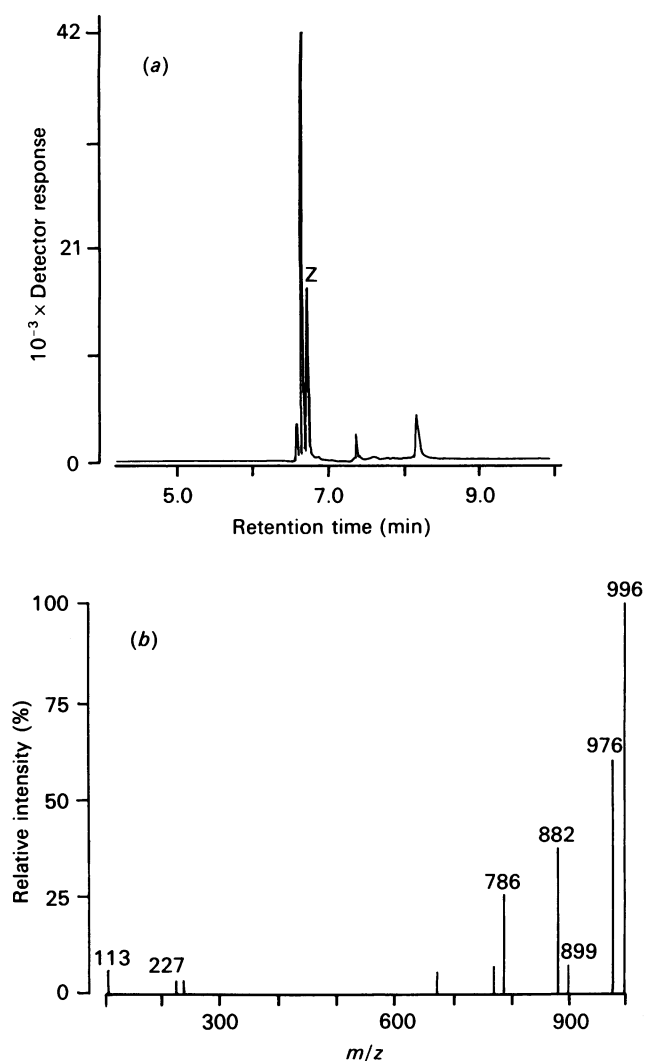 42
(a)
21
Z
0
10⁻³ × Detector response
5.0 7.0 9.0
Retention time (min)
996
100
(b)
75
976
50
882
786
25
899
113
227
0
Relative intensity (%)
300 600 900
m/z